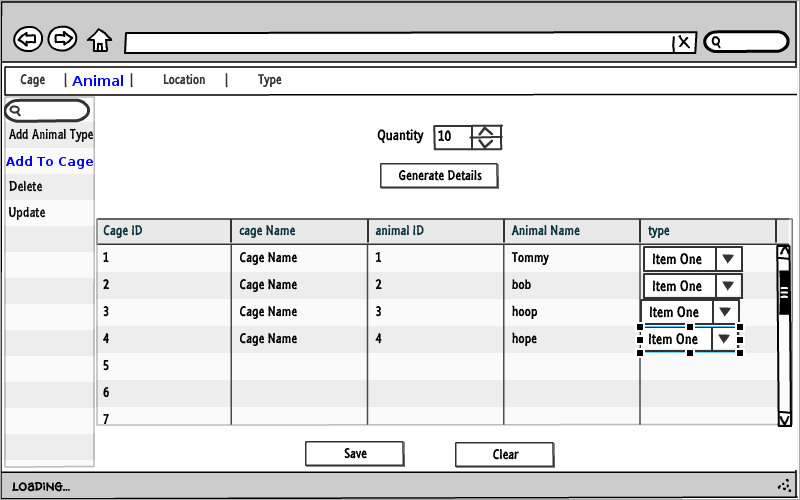 X
Cage | Animal | Location | Type
Add Animal Type
Add To Cage
Delete
Update
Quantity 10
Generate Details
Cage ID cage Name animal ID Animal Name type
1 Cage Name 1 Tommy Item One
2 Cage Name 2 bob Item One
3 Cage Name 3 hoop Item One
4 Cage Name 4 hope Item One
5
6
7
Save Clear
LOADING...